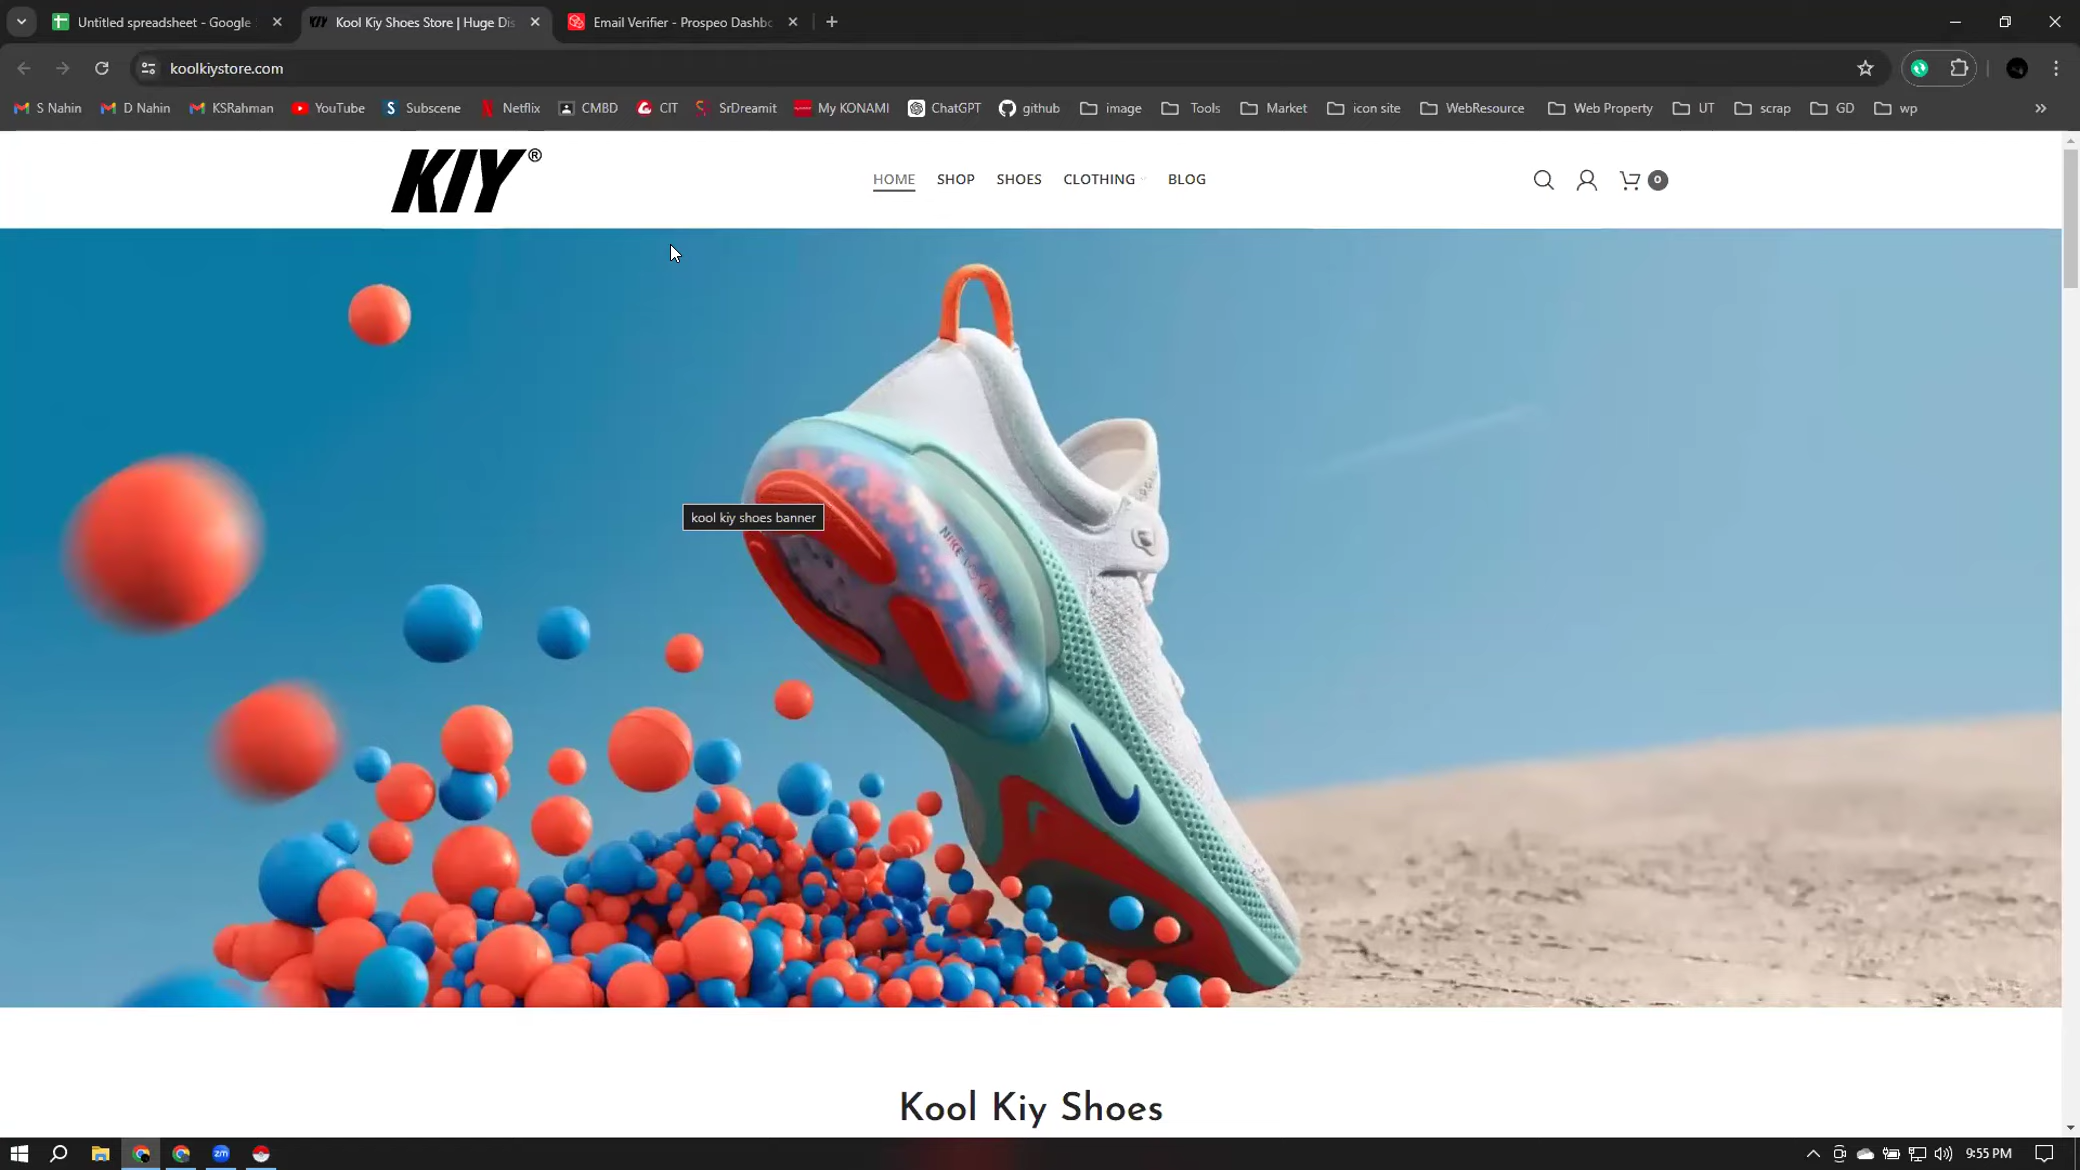 Untitled spreadsheet - Google
Kool Kiy Shoes Store | Huge Dis
Email Verifier - Prospeo Dashbo
koolkiystore.com
S Nahin
D Nahin
KSRahman
YouTube
Subscene
Netflix
CMBD
CIT
SrDreamit
My KONAMI
ChatGPT
github
image
Tools
Market
icon site
WebResource
Web Property
UT
scrap
GD
wp
KIY®
HOME
SHOP
SHOES
CLOTHING
BLOG
0
kool kiy shoes banner
Kool Kiy Shoes
zm
9:55 PM